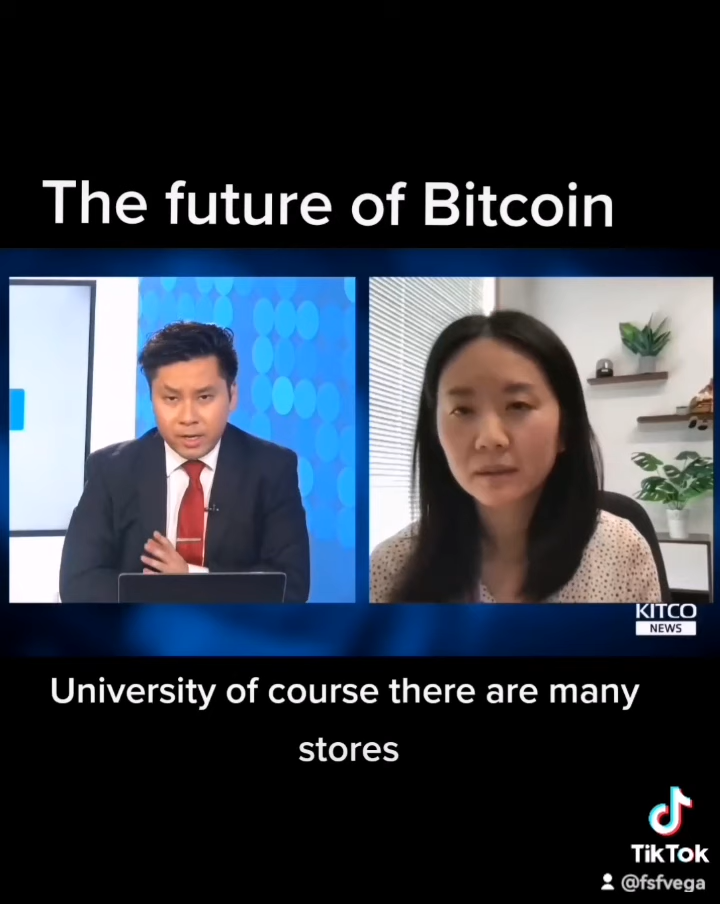 The future of Bitcoin
KITCO
NEWS
University of course there are many
stores
TikTok
@fsfvega